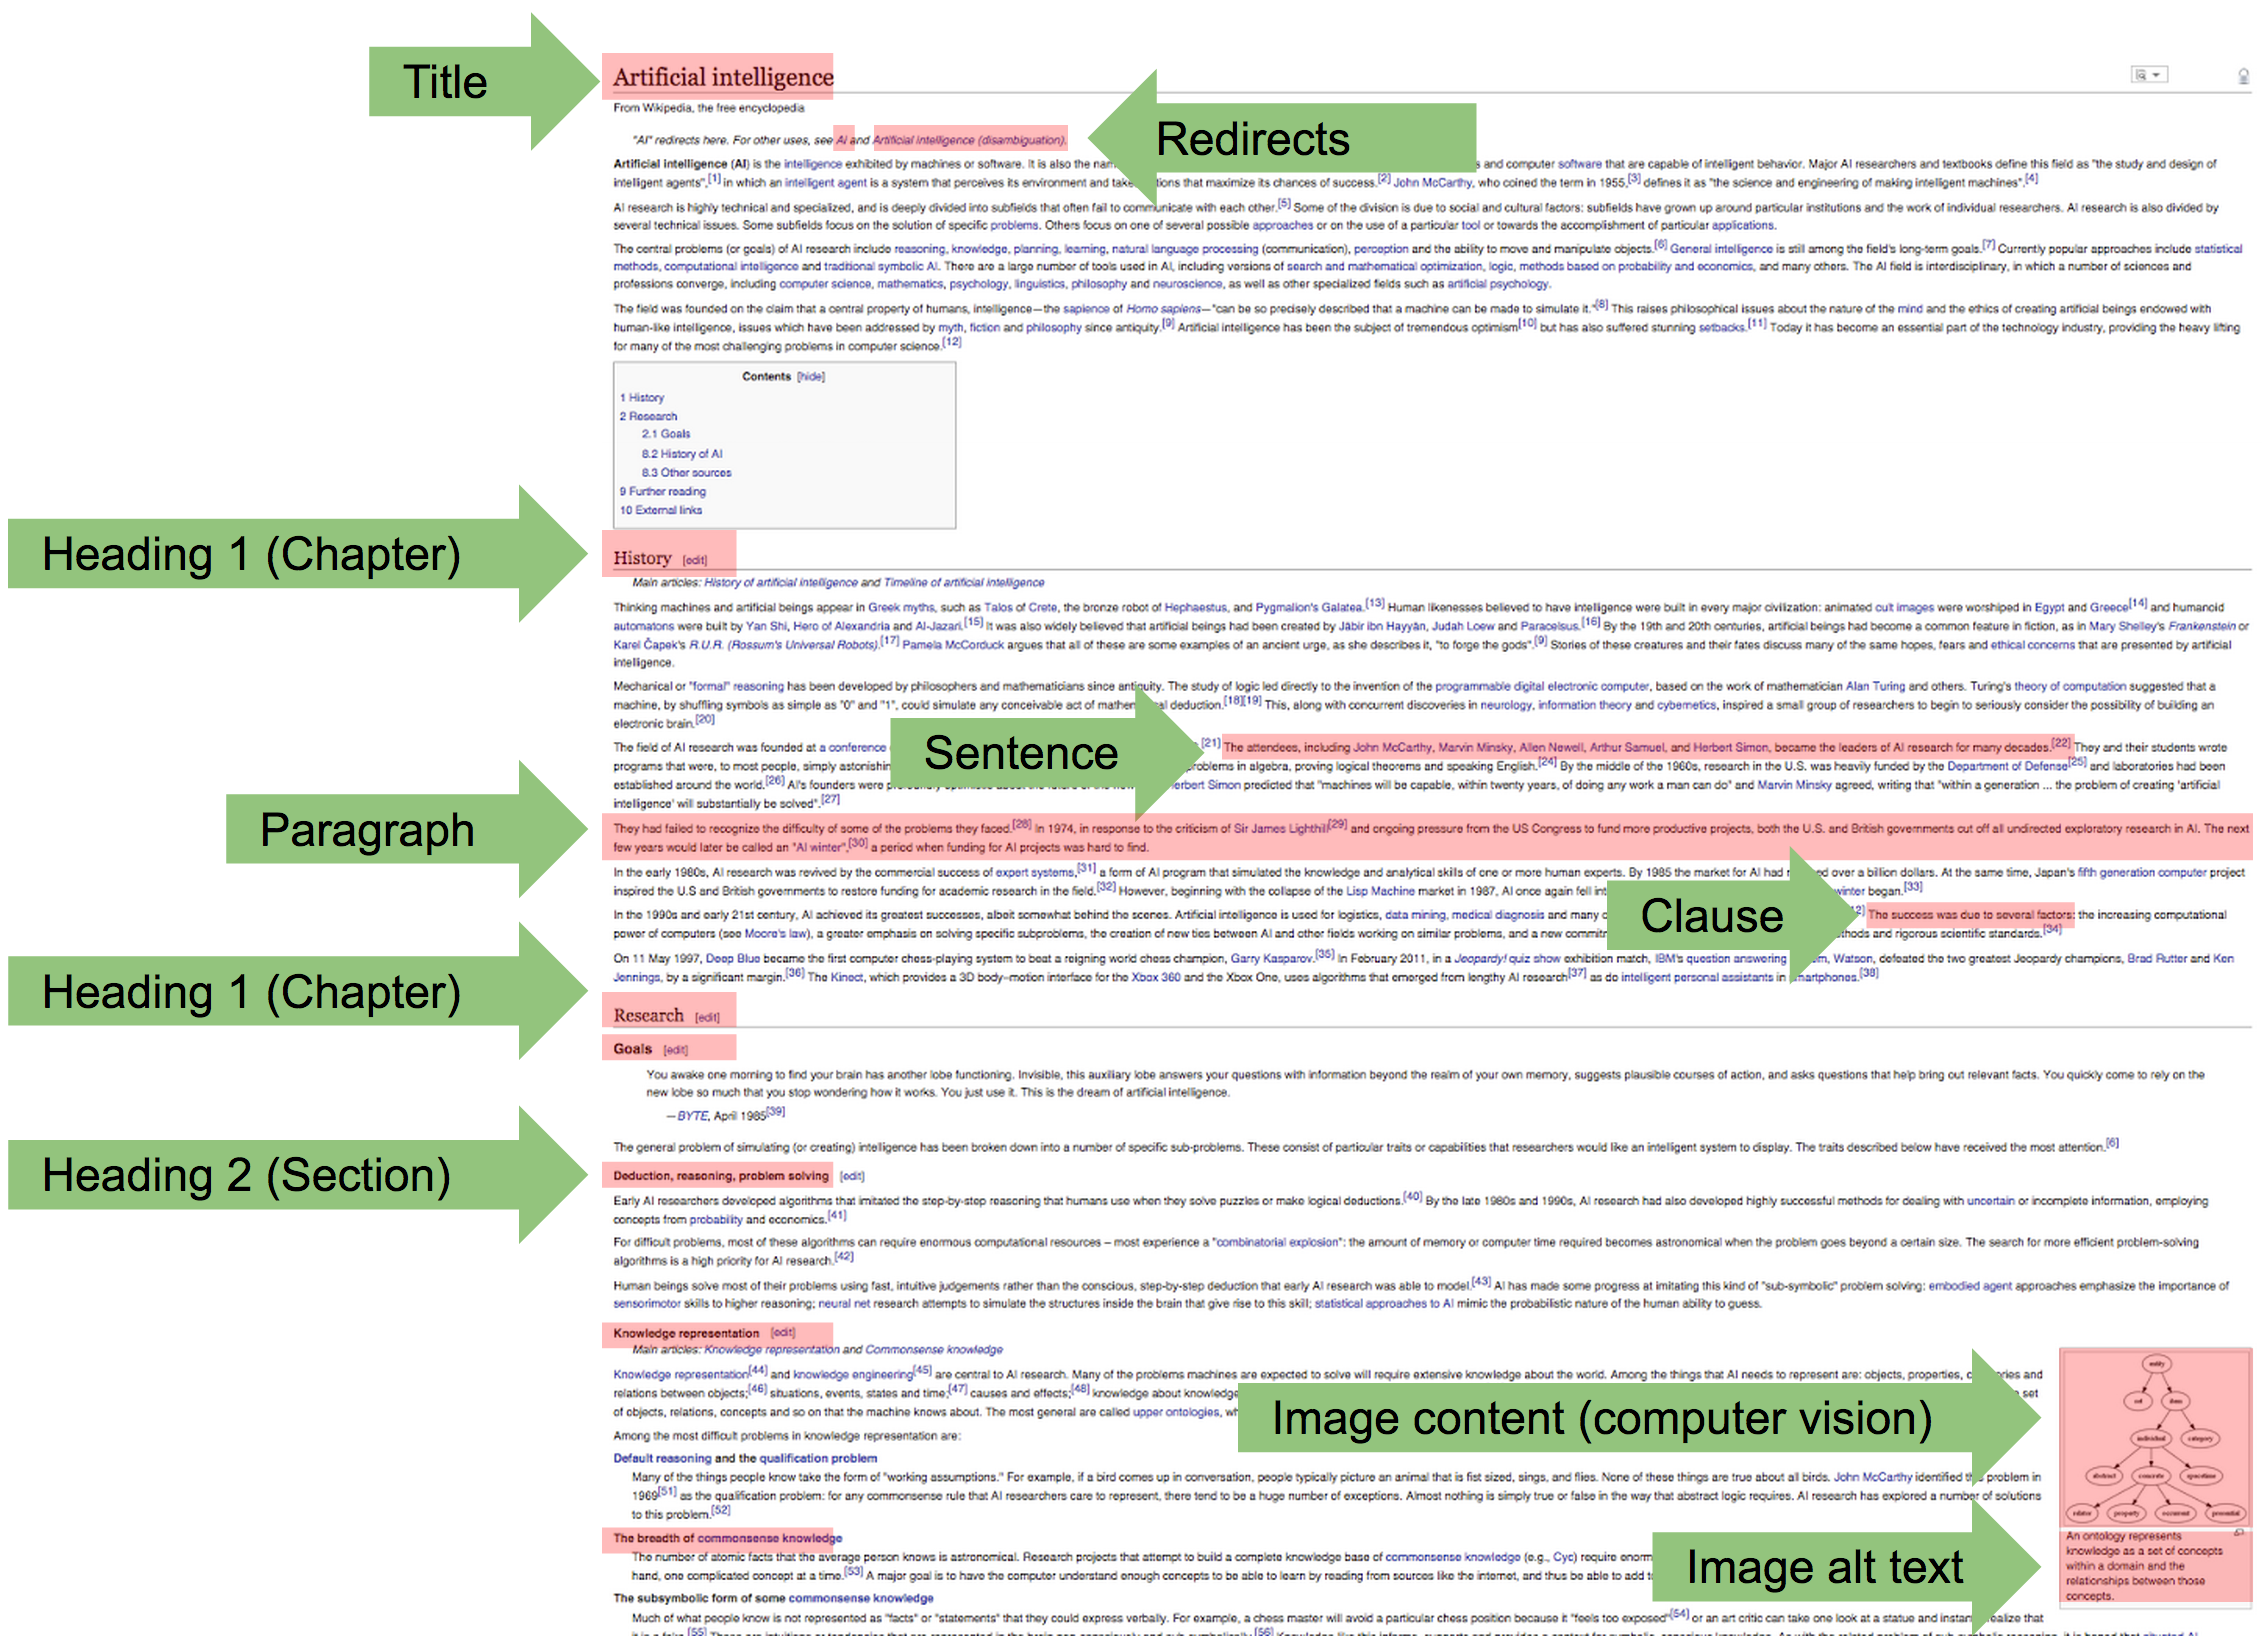 Title
Artificial intelligence
From Wikipedia, the free encyclopedia
"AI" redirects here. For other uses, see AI and Artificial intelligence (disambiguation).
Redirects
Artificial intelligence (AI) is the intelligence exhibited by machines or software. It is also the nam s and computer software that are capable of intelligent behavior. Major AI researchers and textbooks define this field as "the study and design of
intelligent agents",[1] in which an intelligent agent is a system that perceives its environment and take tions that maximize its chances of success.[2] John McCarthy, who coined the term in 1955,[3] defines it as "the science and engineering of making intelligent machines".[4]
AI research is highly technical and specialized, and is deeply divided into subfields that often fail to communicate with each other.[5] Some of the division is due to social and cultural factors: subfields have grown up around particular institutions and the work of individual researchers. AI research is also divided by
several technical issues. Some subfields focus on the solution of specific problems. Others focus on one of several possible approaches or on the use of a particular tool or towards the accomplishment of particular applications.
The central problems (or goals) of AI research include reasoning, knowledge, planning, learning, natural language processing (communication), perception and the ability to move and manipulate objects.[6] General intelligence is still among the field's long-term goals.[7] Currently popular approaches include statistical
methods, computational intelligence and traditional symbolic AI. There are a large number of tools used in AI, including versions of search and mathematical optimization, logic, methods based on probability and economics, and many others. The AI field is interdisciplinary, in which a number of sciences and
professions converge, including computer science, mathematics, psychology, linguistics, philosophy and neuroscience, as well as other specialized fields such as artificial psychology.
The field was founded on the claim that a central property of humans, intelligence—the sapience of Homo sapiens—"can be so precisely described that a machine can be made to simulate it."[8] This raises philosophical issues about the nature of the mind and the ethics of creating artificial beings endowed with
human-like intelligence, issues which have been addressed by myth, fiction and philosophy since antiquity.[9] Artificial intelligence has been the subject of tremendous optimism[10] but has also suffered stunning setbacks.[11] Today it has become an essential part of the technology industry, providing the heavy lifting
for many of the most challenging problems in computer science.[12]
Contents [hide]
1 History
2 Research
2.1 Goals
8.2 History of AI
8.3 Other sources
9 Further reading
10 External links
Heading 1 (Chapter)
History [edit]
Main articles: History of artificial intelligence and Timeline of artificial intelligence
Thinking machines and artificial beings appear in Greek myths, such as Talos of Crete, the bronze robot of Hephaestus, and Pygmalion's Galatea.[13] Human likenesses believed to have intelligence were built in every major civilization: animated cult images were worshiped in Egypt and Greece[14] and humanoid
automatons were built by Yan Shi, Hero of Alexandria and Al-Jazari.[15] It was also widely believed that artificial beings had been created by Jābir ibn Hayyān, Judah Loew and Paracelsus.[16] By the 19th and 20th centuries, artificial beings had become a common feature in fiction, as in Mary Shelley's Frankenstein or
Karel Čapek's R.U.R. (Rossum's Universal Robots).[17] Pamela McCorduck argues that all of these are some examples of an ancient urge, as she describes it, "to forge the gods".[9] Stories of these creatures and their fates discuss many of the same hopes, fears and ethical concerns that are presented by artificial
intelligence.
Mechanical or "formal" reasoning has been developed by philosophers and mathematicians since antiquity. The study of logic led directly to the invention of the programmable digital electronic computer, based on the work of mathematician Alan Turing and others. Turing's theory of computation suggested that a
machine, by shuffling symbols as simple as "0" and "1", could simulate any conceivable act of mathem al deduction.[18][19] This, along with concurrent discoveries in neurology, information theory and cybernetics, inspired a small group of researchers to begin to seriously consider the possibility of building an
electronic brain.[20]
Sentence
The field of AI research was founded at a conference [21] The attendees, including John McCarthy, Marvin Minsky, Allen Newell, Arthur Samuel, and Herbert Simon, became the leaders of AI research for many decades.[22] They and their students wrote
programs that were, to most people, simply astonishin roblems in algebra, proving logical theorems and speaking English.[24] By the middle of the 1960s, research in the U.S. was heavily funded by the Department of Defense[25] and laboratories had been
established around the world.[26] AI's founders were erbert Simon predicted that "machines will be capable, within twenty years, of doing any work a man can do" and Marvin Minsky agreed, writing that "within a generation ... the problem of creating 'artificial
intelligence' will substantially be solved".[27]
Paragraph
They had failed to recognize the difficulty of some of the problems they faced.[28] In 1974, in response to the criticism of Sir James Lighthill[29] and ongoing pressure from the US Congress to fund more productive projects, both the U.S. and British governments cut off all undirected exploratory research in AI. The next
few years would later be called an "AI winter",[30] a period when funding for AI projects was hard to find.
In the early 1980s, AI research was revived by the commercial success of expert systems,[31] a form of AI program that simulated the knowledge and analytical skills of one or more human experts. By 1985 the market for AI had r ed over a billion dollars. At the same time, Japan's fifth generation computer project
inspired the U.S and British governments to restore funding for academic research in the field.[32] However, beginning with the collapse of the Lisp Machine market in 1987, AI once again fell int winter began.[33]
Clause
In the 1990s and early 21st century, AI achieved its greatest successes, albeit somewhat behind the scenes. Artificial intelligence is used for logistics, data mining, medical diagnosis and many o 12] The success was due to several factors: the increasing computational
power of computers (see Moore's law), a greater emphasis on solving specific subproblems, the creation of new ties between AI and other fields working on similar problems, and a new commitm thods and rigorous scientific standards.[34]
On 11 May 1997, Deep Blue became the first computer chess-playing system to beat a reigning world chess champion, Garry Kasparov.[35] In February 2011, in a Jeopardy! quiz show exhibition match, IBM's question answering m, Watson, defeated the two greatest Jeopardy champions, Brad Rutter and Ken
Jennings, by a significant margin.[36] The Kinect, which provides a 3D body–motion interface for the Xbox 360 and the Xbox One, uses algorithms that emerged from lengthy AI research[37] as do intelligent personal assistants in smartphones.[38]
Heading 1 (Chapter)
Research [edit]
Goals [edit]
You awake one morning to find your brain has another lobe functioning. Invisible, this auxiliary lobe answers your questions with information beyond the realm of your own memory, suggests plausible courses of action, and asks questions that help bring out relevant facts. You quickly come to rely on the
new lobe so much that you stop wondering how it works. You just use it. This is the dream of artificial intelligence.
—BYTE, April 1985[39]
The general problem of simulating (or creating) intelligence has been broken down into a number of specific sub-problems. These consist of particular traits or capabilities that researchers would like an intelligent system to display. The traits described below have received the most attention.[6]
Heading 2 (Section)
Deduction, reasoning, problem solving [edit]
Early AI researchers developed algorithms that imitated the step-by-step reasoning that humans use when they solve puzzles or make logical deductions.[40] By the late 1980s and 1990s, AI research had also developed highly successful methods for dealing with uncertain or incomplete information, employing
concepts from probability and economics.[41]
For difficult problems, most of these algorithms can require enormous computational resources – most experience a "combinatorial explosion": the amount of memory or computer time required becomes astronomical when the problem goes beyond a certain size. The search for more efficient problem-solving
algorithms is a high priority for AI research.[42]
Human beings solve most of their problems using fast, intuitive judgements rather than the conscious, step-by-step deduction that early AI research was able to model.[43] AI has made some progress at imitating this kind of "sub-symbolic" problem solving: embodied agent approaches emphasize the importance of
sensorimotor skills to higher reasoning; neural net research attempts to simulate the structures inside the brain that give rise to this skill; statistical approaches to AI mimic the probabilistic nature of the human ability to guess.
Knowledge representation [edit]
Main articles: Knowledge representation and Commonsense knowledge
Knowledge representation[44] and knowledge engineering[45] are central to AI research. Many of the problems machines are expected to solve will require extensive knowledge about the world. Among the things that AI needs to represent are: objects, properties, c ories and
relations between objects;[46] situations, events, states and time;[47] causes and effects;[48] knowledge about knowledge set
of objects, relations, concepts and so on that the machine knows about. The most general are called upper ontologies, wh
Image content (computer vision)
entity
set
item
individual
category
abstract
concrete
spacetime
relator
property
occurrent
presential
Among the most difficult problems in knowledge representation are:
Default reasoning and the qualification problem
Many of the things people know take the form of "working assumptions." For example, if a bird comes up in conversation, people typically picture an animal that is fist sized, sings, and flies. None of these things are true about all birds. John McCarthy identified this problem in
1969[51] as the qualification problem: for any commonsense rule that AI researchers care to represent, there tend to be a huge number of exceptions. Almost nothing is simply true or false in the way that abstract logic requires. AI research has explored a number of solutions
to this problem.[52]
The breadth of commonsense knowledge
The number of atomic facts that the average person knows is astronomical. Research projects that attempt to build a complete knowledge base of commonsense knowledge (e.g., Cyc) require enorm
hand, one complicated concept at a time.[53] A major goal is to have the computer understand enough concepts to be able to learn by reading from sources like the internet, and thus be able to add t
Image alt text
An ontology represents
knowledge as a set of concepts
within a domain and the
relationships between those
concepts.
The subsymbolic form of some commonsense knowledge
Much of what people know is not represented as "facts" or "statements" that they could express verbally. For example, a chess master will avoid a particular chess position because it "feels too exposed"[54] or an art critic can take one look at a statue and instan realize that